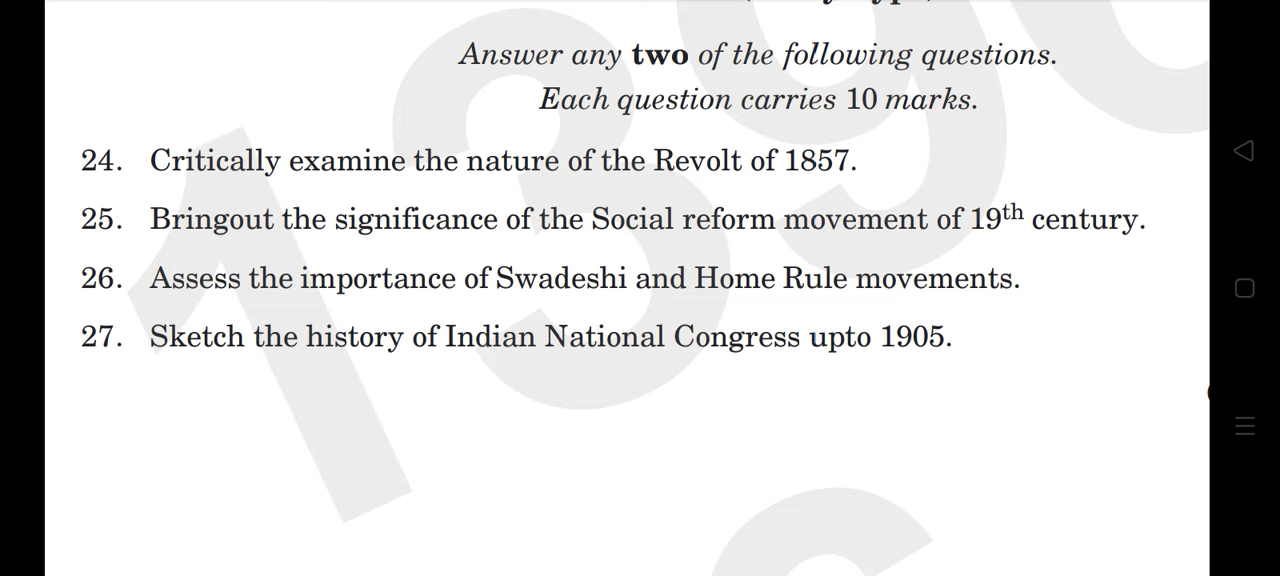 Answer any two of the following questions.
Each question carries 10 marks.
24. Critically examine the nature of the Revolt of 1857.
25. Bringout the significance of the Social reform movement of 19th century.
26. Assess the importance of Swadeshi and Home Rule movements.
27. Sketch the history of Indian National Congress upto 1905.